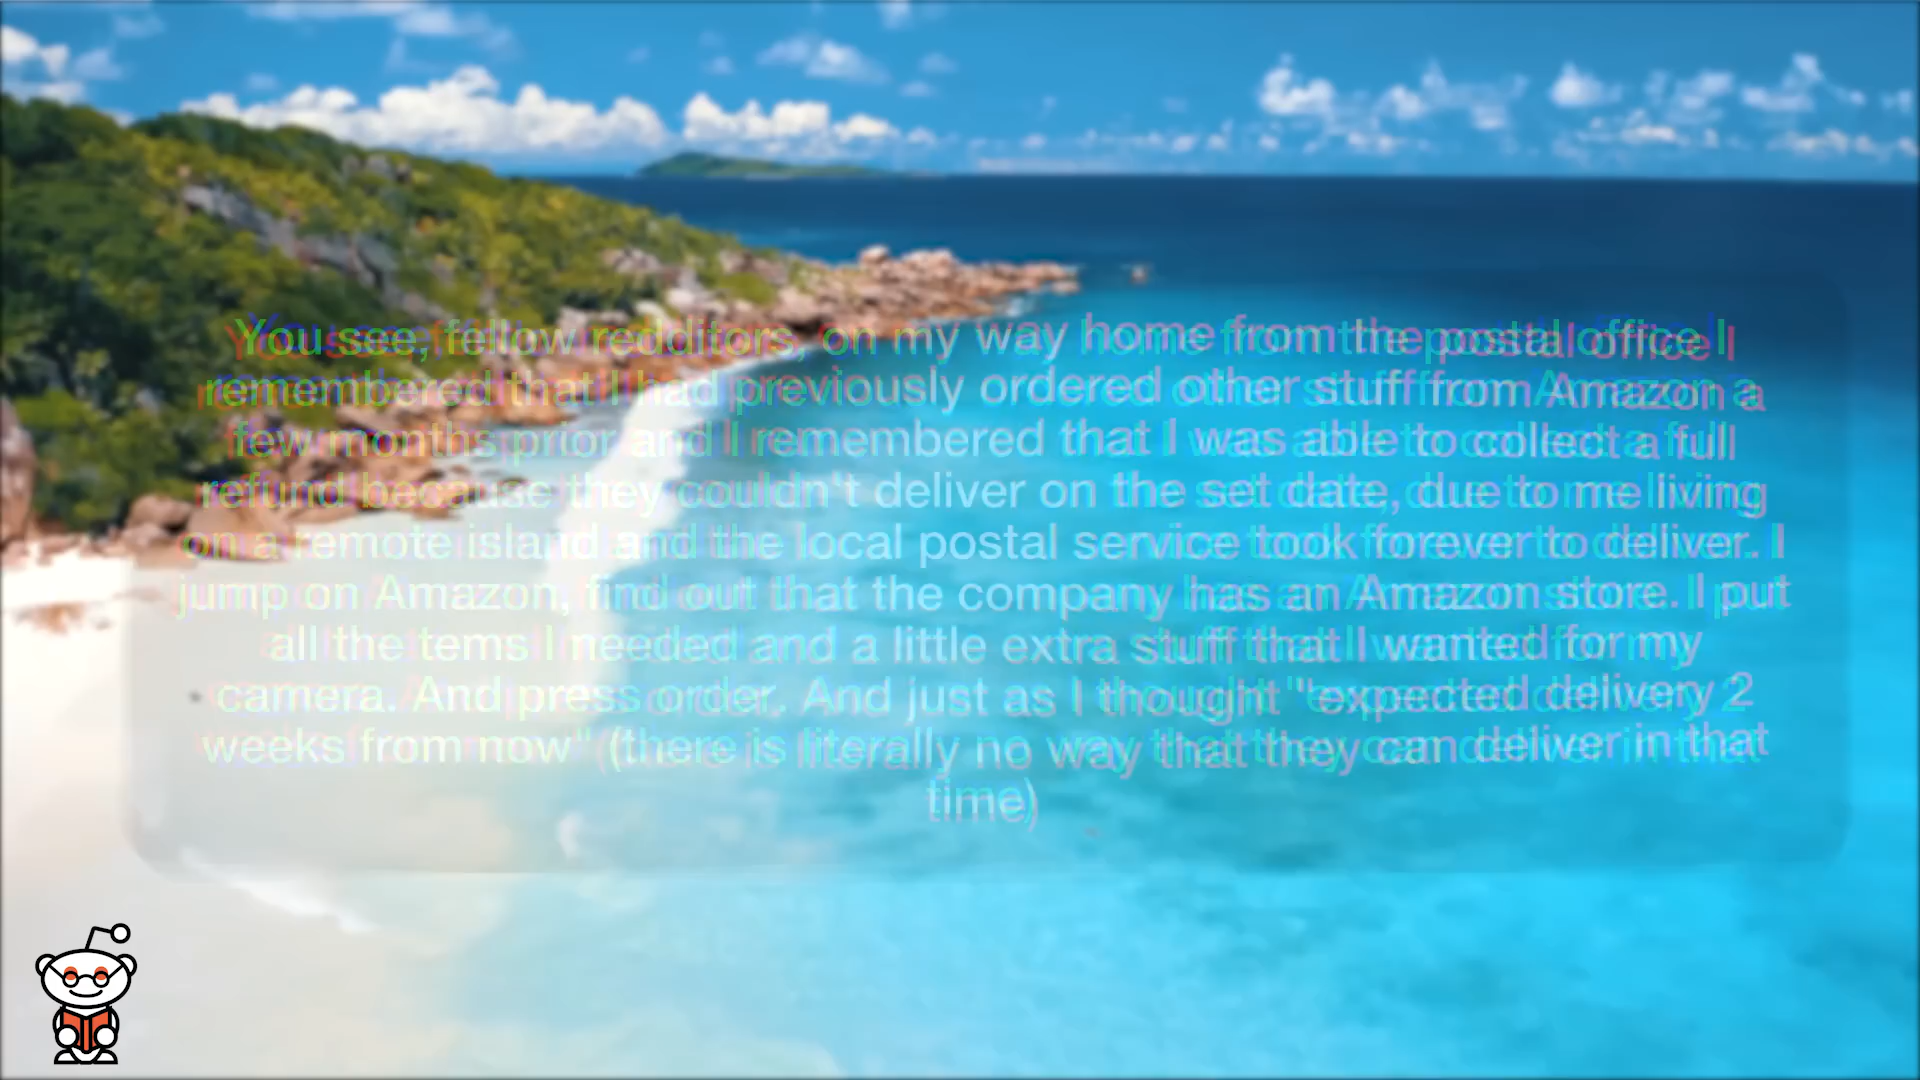 You see, fellow redditors, on my way home from the postal office I
remembered that I had previously ordered other stuff from Amazon a
few months prior and I remembered that I was able to collect a full
refund because they couldn't deliver on the set date, due to me living
on a remote island and the local postal service took forever to deliver. I
jump on Amazon, find out that the company has an Amazon store. I put
all the tems I needed and a little extra stuff that I wanted for my
camera. And press order. And just as I thought "expected delivery 2
weeks from now" (there is literally no way that they can deliver in that
time)